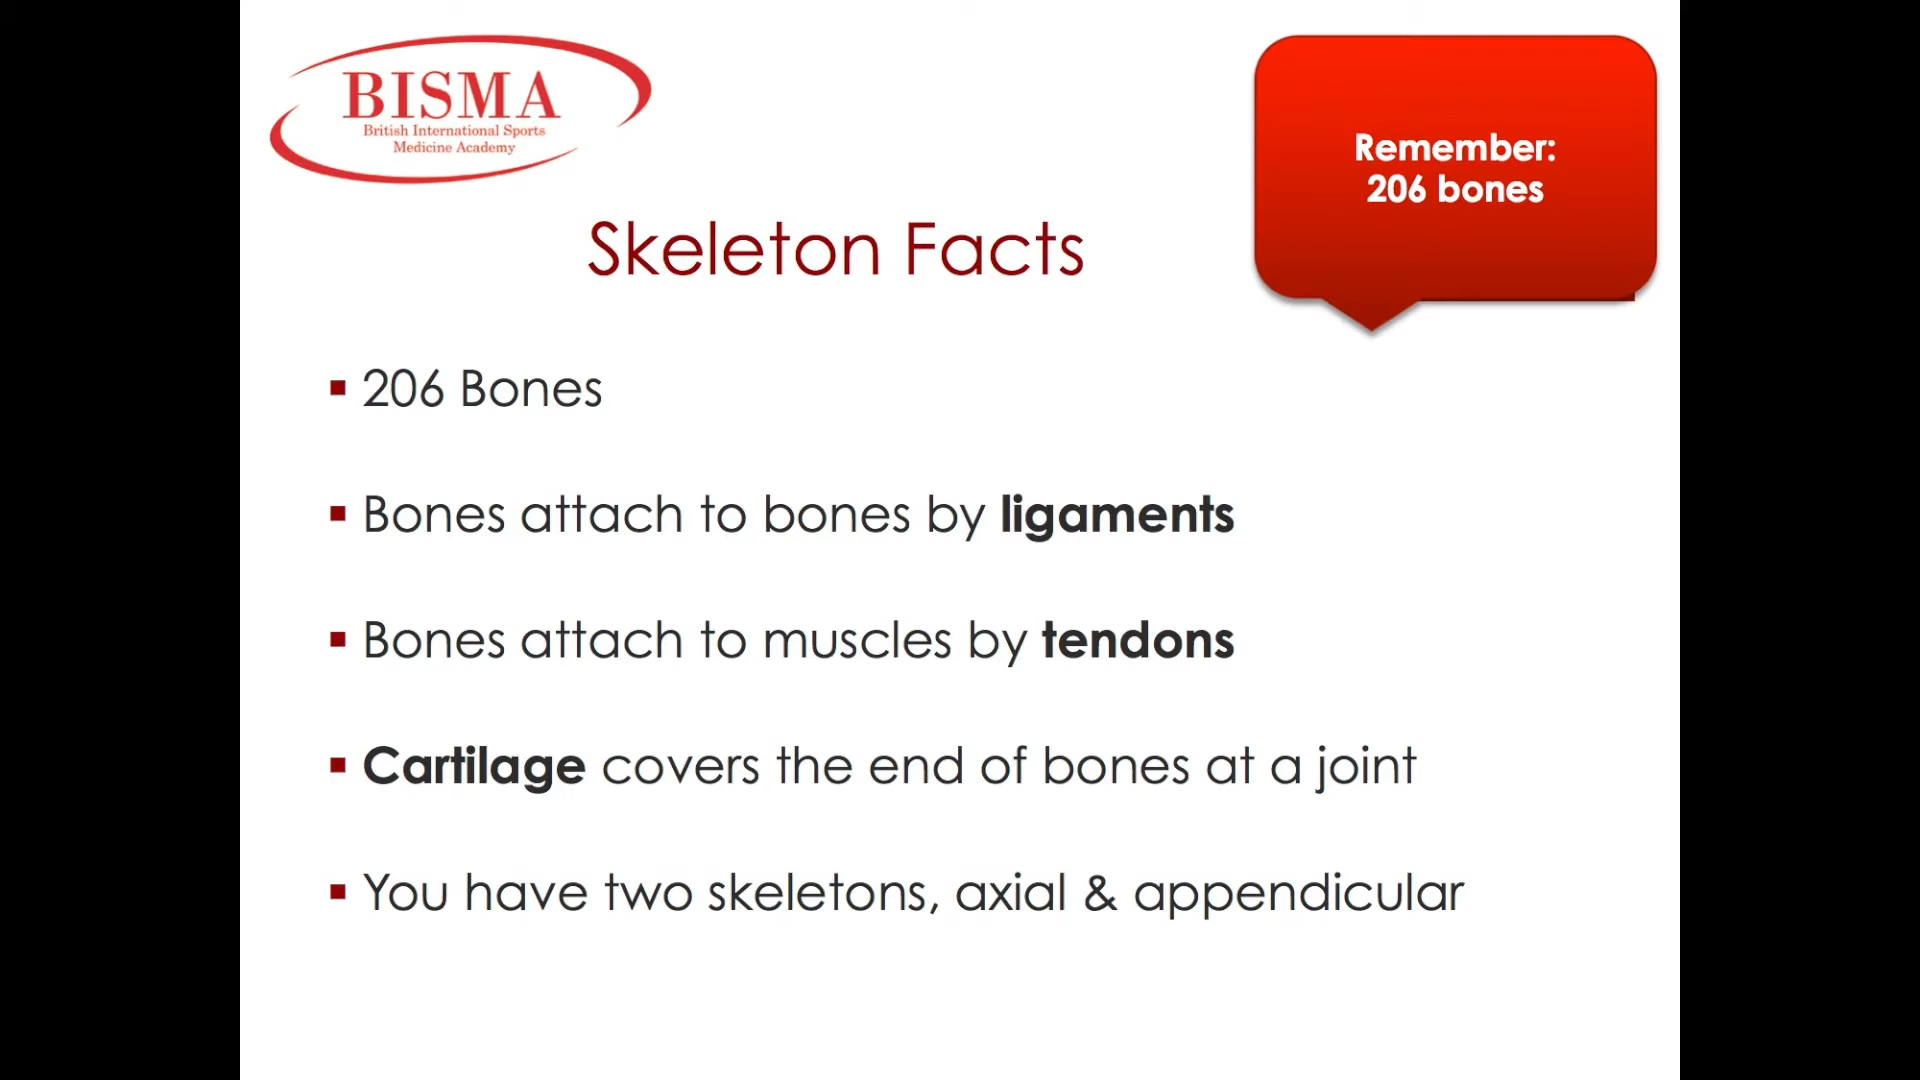 BISMA
British International Sports
Medicine Academy
Remember:
206 bones
Skeleton Facts
206 Bones
Bones attach to bones by ligaments
Bones attach to muscles by tendons
Cartilage covers the end of bones at a joint
You have two skeletons, axial & appendicular